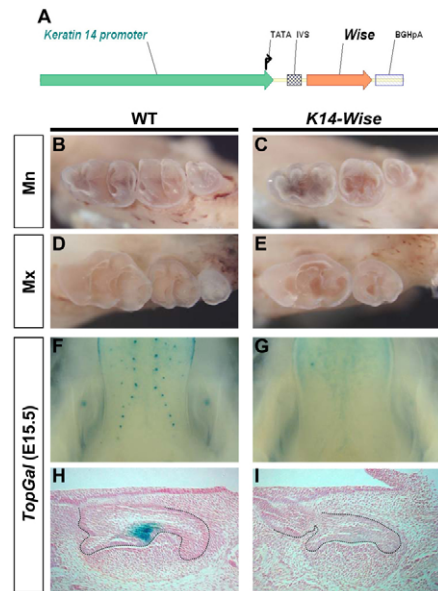 A
Keratin 14 promoter
TATA IVS Wise BGHpA
WT K14-Wise
Mn
B C
Mx
D E
TopGal (E15.5)
F G
H I